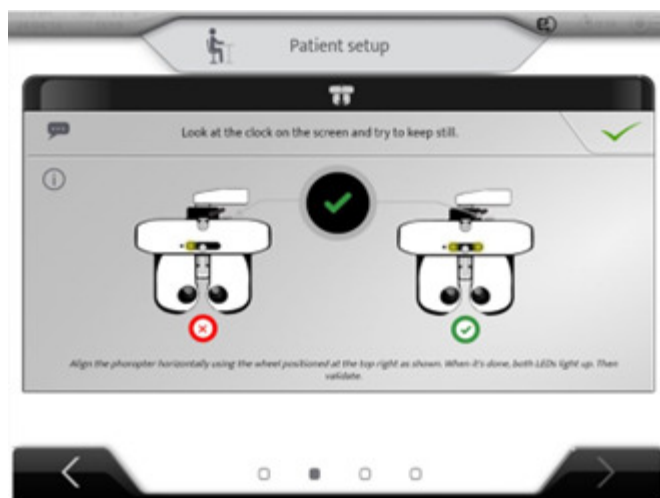 Patient setup
Look at the clock on the screen and try to keep still.
Align the phoropter horizontally using the wheel positioned at the top right as shown. When it's done, both LEDs light up. Then
validate.